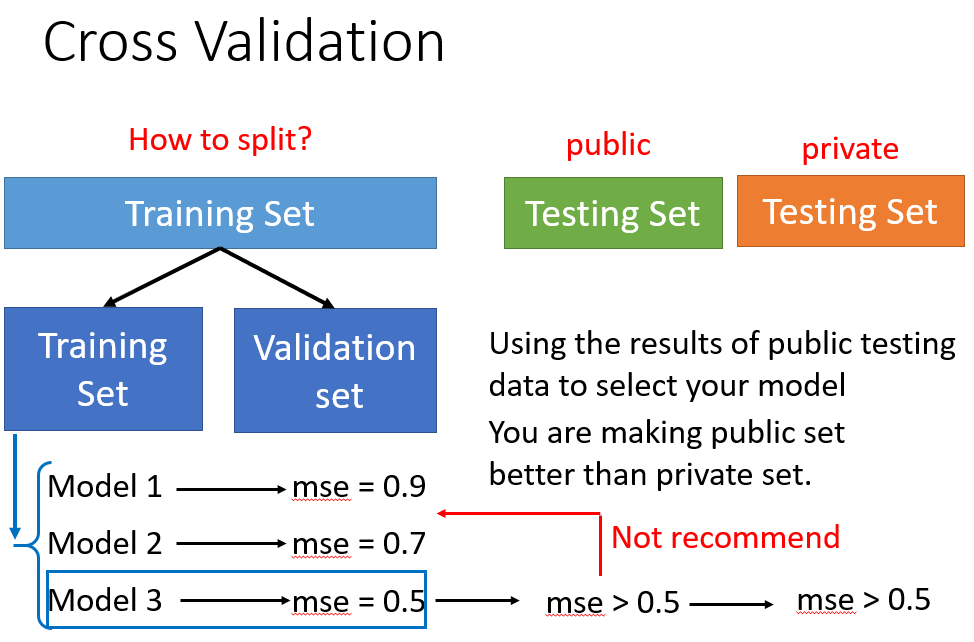 Cross Validation
How to split?
public
private
Training Set
Testing Set
Testing Set
Training
Set
Validation
set
Using the results of public testing
data to select your model
You are making public set
better than private set.
Model 1
mse = 0.9
Model 2
mse = 0.7
Not recommend
Model 3
mse = 0.5
mse > 0.5
mse > 0.5